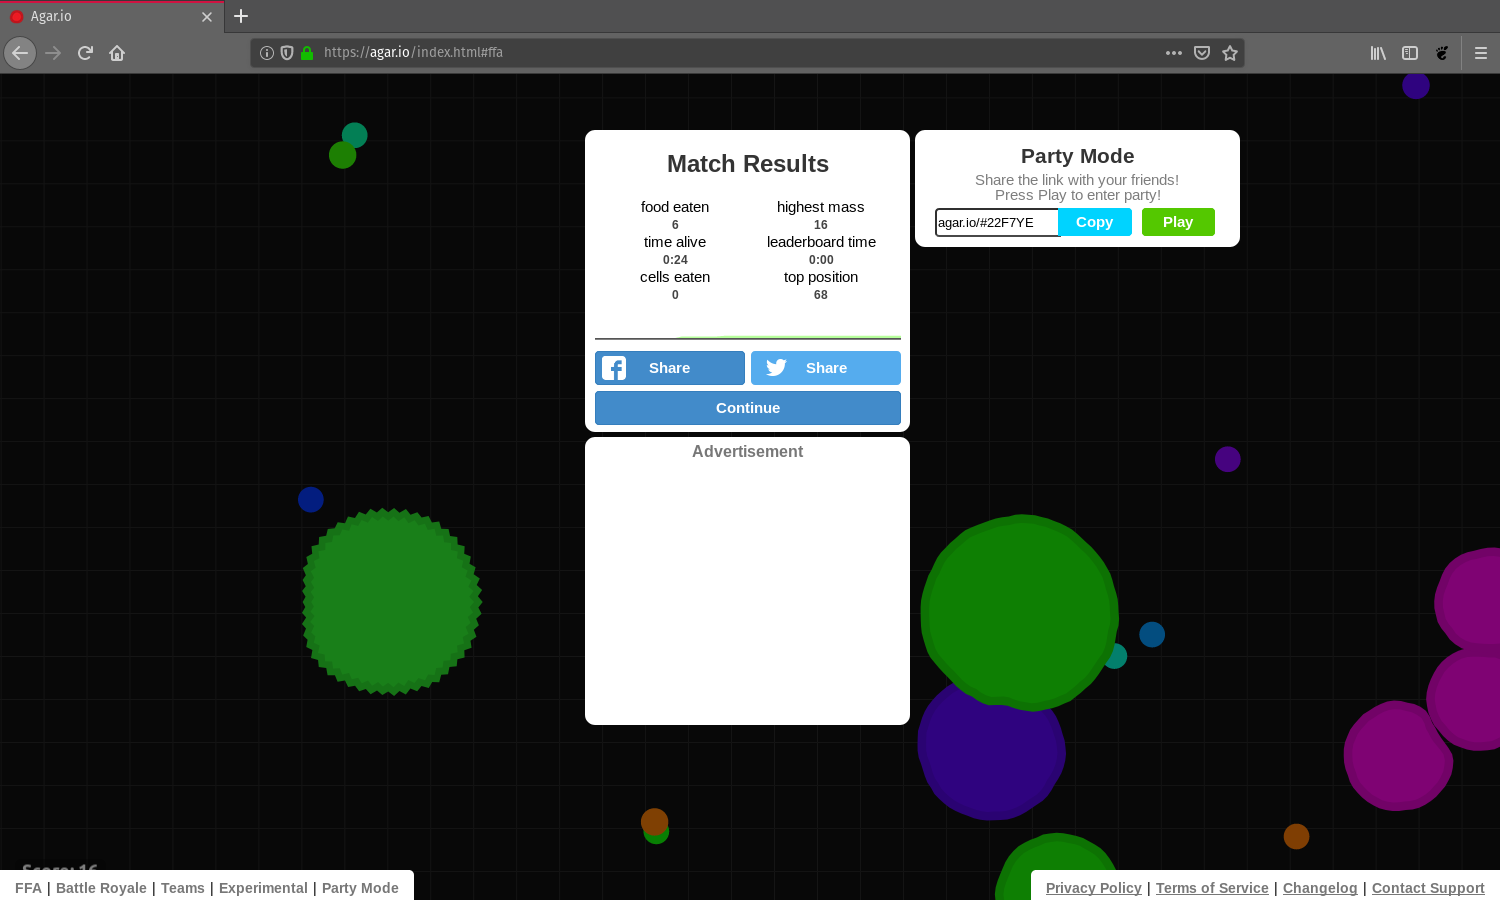 Agar.io
https://agar.io/index.html#ffa
Match Results
food eaten
6
highest mass
16
time alive
0:24
leaderboard time
0:00
cells eaten
0
top position
68
Share
Share
Continue
Advertisement
Party Mode
Share the link with your friends!
Press Play to enter party!
agar.io/#22F7YE
Copy
Play
Score: 16
FFA | Battle Royale | Teams | Experimental | Party Mode
Privacy Policy | Terms of Service | Changelog | Contact Support